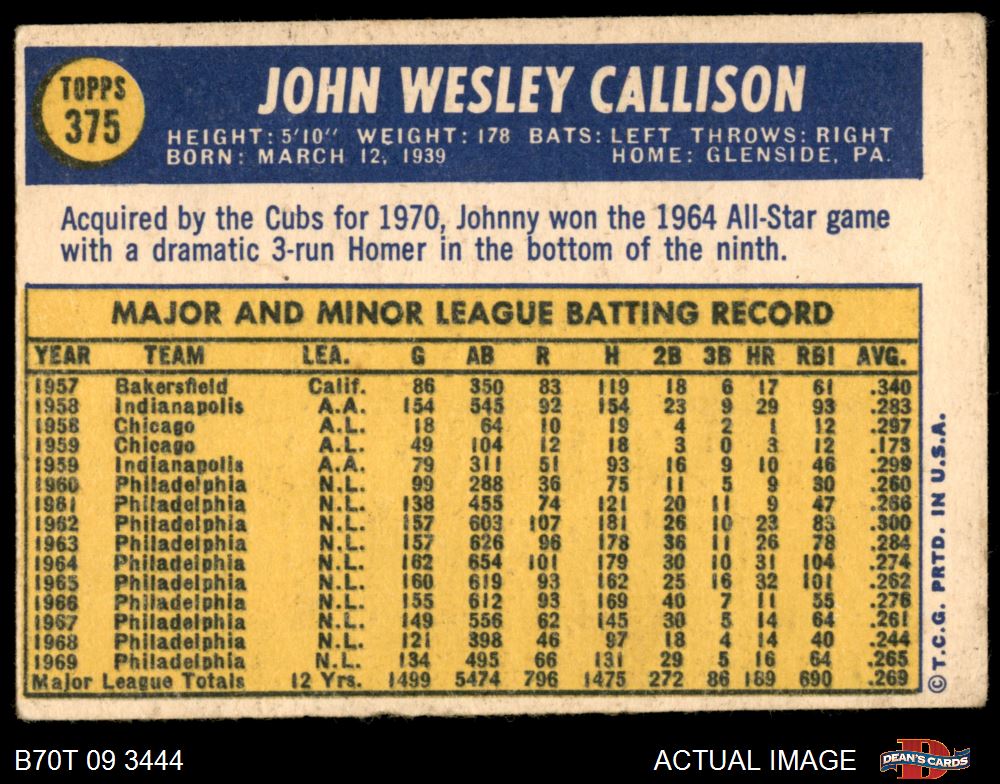 TOPPS
375
JOHN WESLEY CALLISON
HEIGHT: 5'10" WEIGHT: 178 BATS: LEFT THROWS: RIGHT
BORN: MARCH 12, 1939 HOME: GLENSIDE, PA.
Acquired by the Cubs for 1970, Johnny won the 1964 All-Star game
with a dramatic 3-run Homer in the bottom of the ninth.
MAJOR AND MINOR LEAGUE BATTING RECORD
YEAR TEAM LEA. G AB R H 2B 3B HR RBI AVG.
1957 Bakersfield Calif. 86 350 83 119 18 6 17 61 .340
1958 Indianapolis A.A. 154 545 92 154 23 9 29 93 .283
1958 Chicago A.L. 18 64 10 19 4 2 1 12 .297
1959 Chicago A.L. 49 104 12 18 3 0 3 12 .173
1959 Indianapolis A.A. 79 311 51 93 16 9 10 46 .299
1960 Philadelphia N.L. 99 288 36 75 11 5 9 30 .260
1961 Philadelphia N.L. 138 455 74 121 20 11 9 47 .266
1962 Philadelphia N.L. 157 603 107 181 26 10 23 83 .300
1963 Philadelphia N.L. 157 626 96 178 36 11 26 78 .284
1964 Philadelphia N.L. 162 654 101 179 30 10 31 104 .274
1965 Philadelphia N.L. 160 619 93 162 25 16 32 101 .262
1966 Philadelphia N.L. 155 612 93 169 40 7 11 55 .276
1967 Philadelphia N.L. 149 556 62 145 30 5 14 64 .261
1968 Philadelphia N.L. 121 398 46 97 18 4 14 40 .244
1969 Philadelphia N.L. 134 495 66 131 29 5 16 64 .265
Major League Totals 12 Yrs. 1499 5474 796 1475 272 86 189 690 .269
© T.C.G. PRTD. IN U.S.A.
B70T 09 3444
ACTUAL IMAGE
DEAN'S CARDS